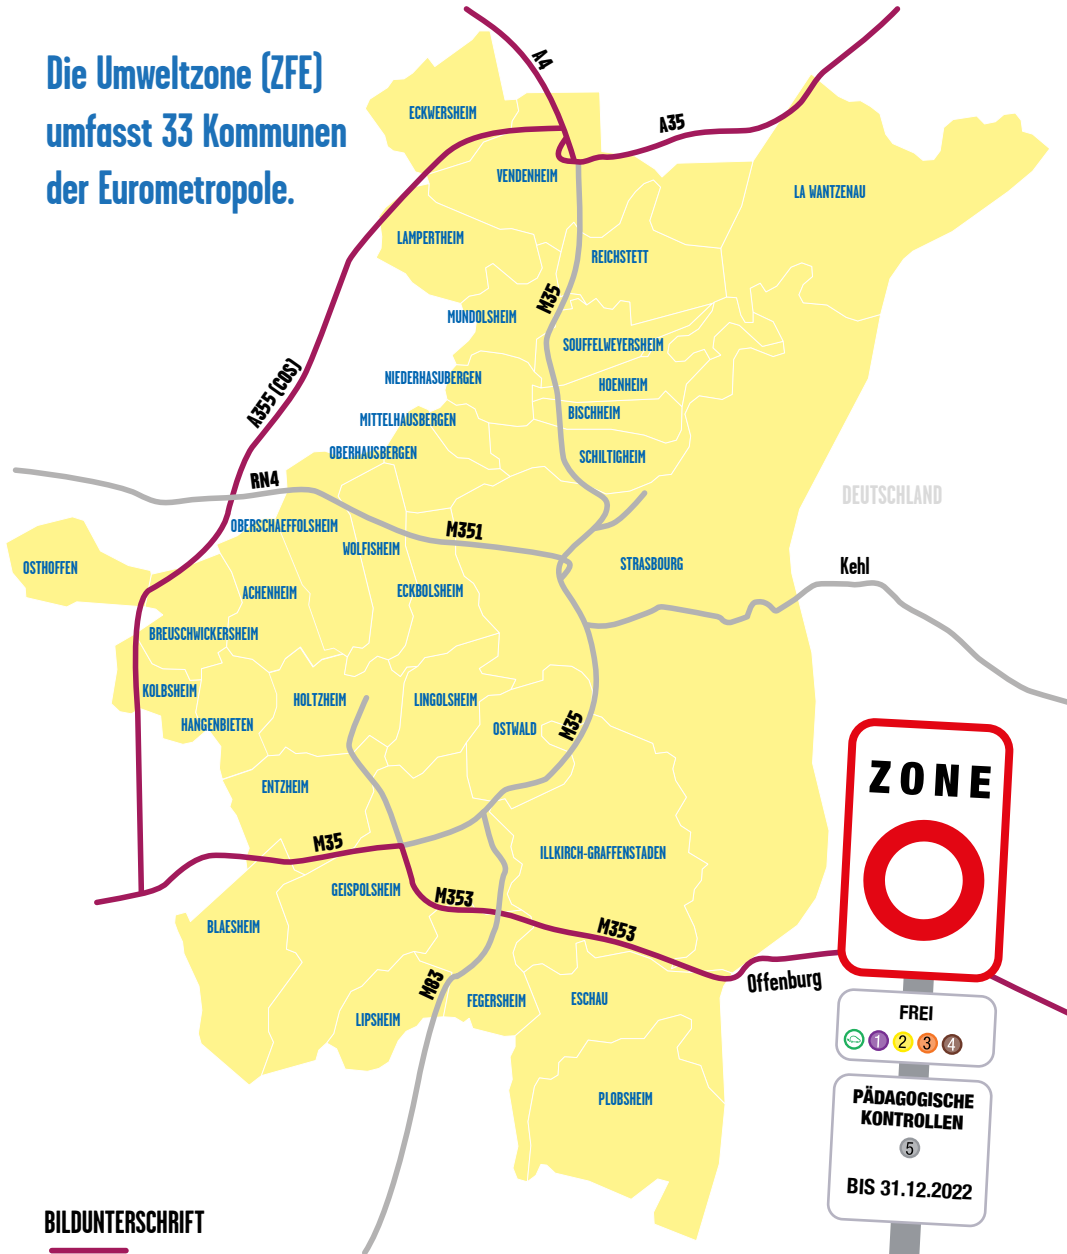 Die Umweltzone (ZFE)
umfasst 33 Kommunen
der Eurometropole.
A4
ECKWERSHEIM
A35
VENDENHEIM
LA WANTZENAU
LAMPERTHEIM
REICHSTETT
M35
MUNDOLSHEIM
SOUFFELWEYERSHEIM
NIEDERHASUBERGEN
HOENHEIM
A355 (COS)
BISCHHEIM
MITTELHAUSBERGEN
OBERHAUSBERGEN
SCHILTIGHEIM
RN4
DEUTSCHLAND
OBERSCHAEFFOLSHEIM
M351
WOLFISHEIM
OSTHOFFEN
STRASBOURG
Kehl
ACHENHEIM
ECKBOLSHEIM
BREUSCHWICKERSHEIM
KOLBSHEIM
HOLTZHEIM
LINGOLSHEIM
HANGENBIETEN
OSTWALD
M35
ENTZHEIM
ZONE
M35
ILLKIRCH-GRAFFENSTADEN
GEISPOLSHEIM
M353
BLAESHEIM
M353
M83
Offenburg
FEGERSHEIM
ESCHAU
LIPSHEIM
FREI
1 2 3 4
PLOBSHEIM
PÄDAGOGISCHE
KONTROLLEN
5
BIS 31.12.2022
BILDUNTERSCHRIFT